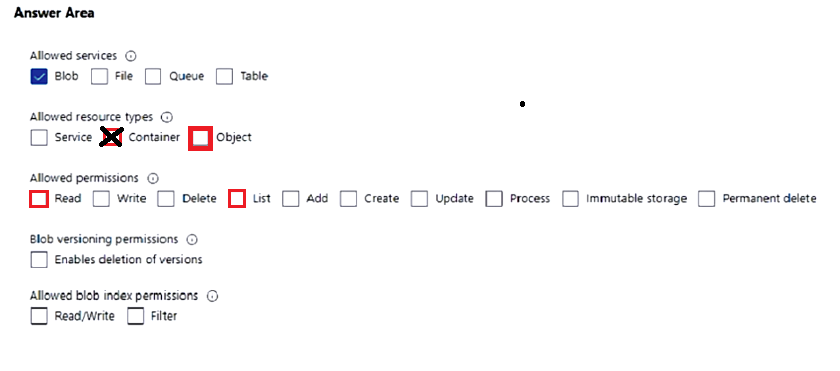 Answer Area
Allowed services
Blob File Queue Table
Allowed resource types
Service Container Object
Allowed permissions
Read Write Delete List Add Create Update Process Immutable storage Permanent delete
Blob versioning permissions
Enables deletion of versions
Allowed blob index permissions
Read/Write Filter